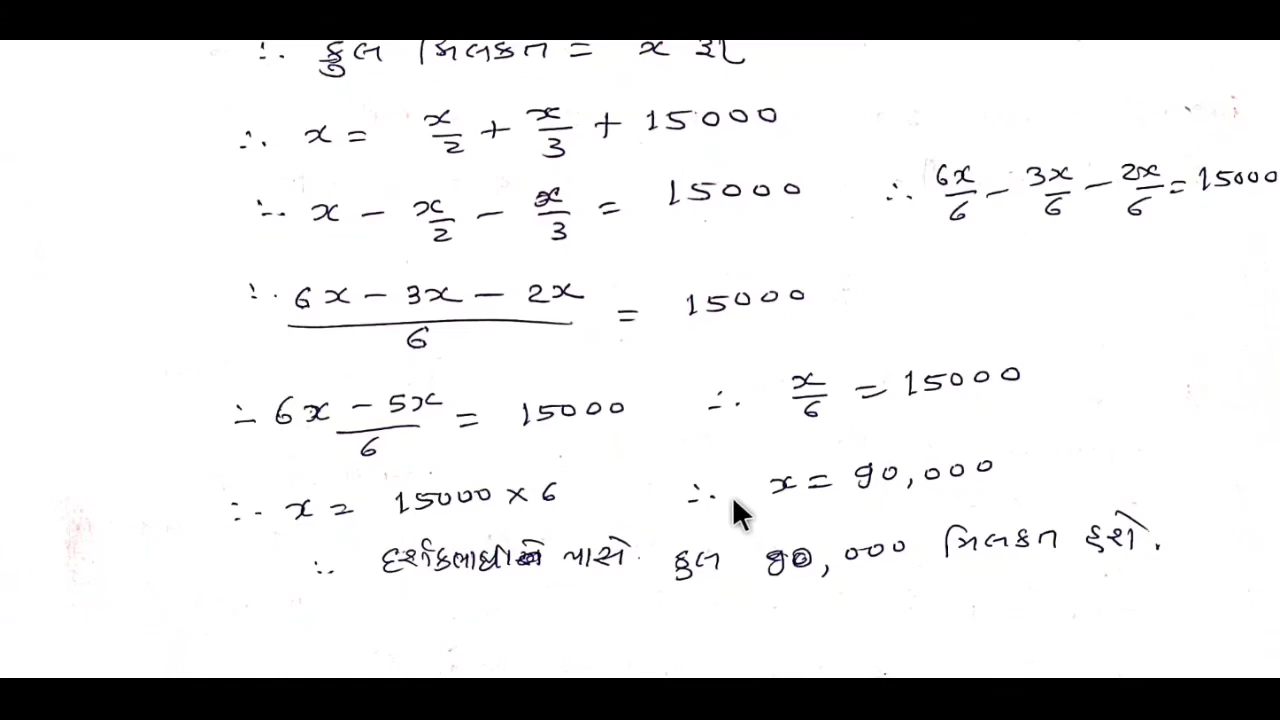 ∴ કુલ મિલકત = x હશે
∴ x = x/2 + x/3 + 15000
∴ x - x/2 - x/3 = 15000 ∴ 6x/6 - 3x/6 - 2x/6 = 15000
∴ (6x - 3x - 2x)/6 = 15000
∴ (6x - 5x)/6 = 15000 ∴ x/6 = 15000
∴ x = 15000 × 6 ∴ x = 90,000
∴ પાસે કુલ 90,000 મિલકત હશે.